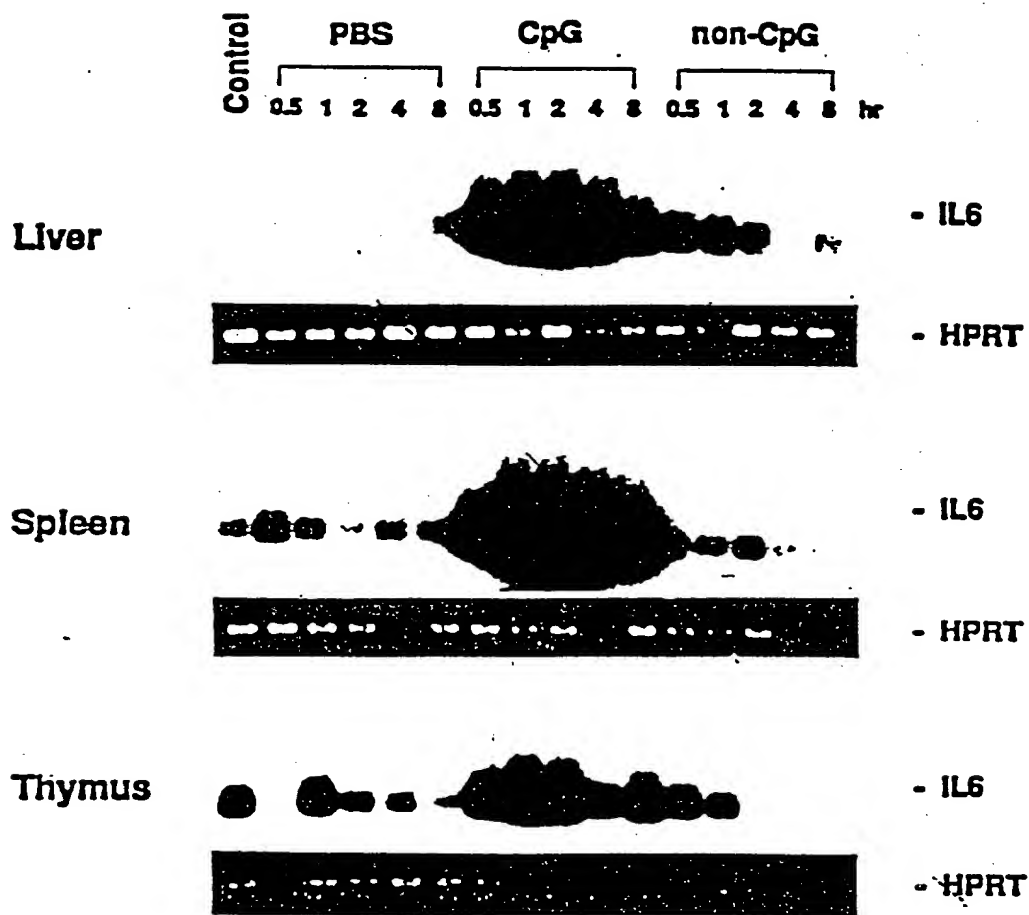 Control
PBS CpG non-CpG
0.5 1 2 4 8 0.5 1 2 4 8 0.5 1 2 4 8 hr
Liver
- IL6
- HPRT
Spleen
- IL6
- HPRT
Thymus
- IL6
- HPRT